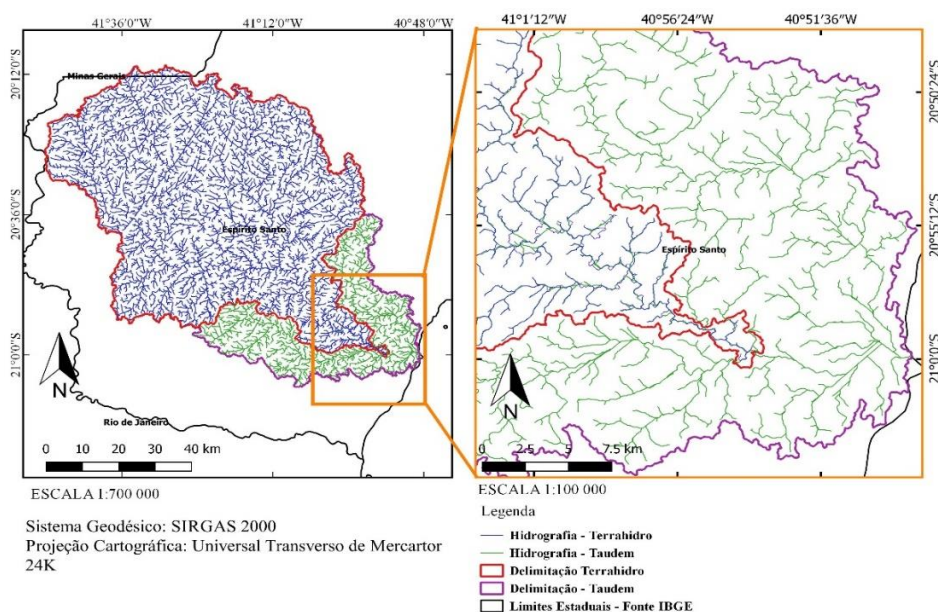 41°36'W 41°12'W 40°48'W
20°12'0"S
20°36'S
21°0'0"S
Minas Gerais
Espírito Santo
Rio de Janeiro
N
0 10 20 30 40 km
ESCALA 1:700 000
Sistema Geodésico: SIRGAS 2000
Projeção Cartográfica: Universal Transverso de Mercartor
24K
41°1'12"W 40°56'24"W 40°51'36"W
20°50'24"S
20°55'12"S
21°0'0"S
Espírito Santo
N
0 2.5 5 7.5 km
ESCALA 1:100 000
Legenda
Hidrografia - Terrahidro
Hidrografia - Taudem
Delimitação Terrahidro
Delimitação - Taudem
Limites Estaduais - Fonte IBGE